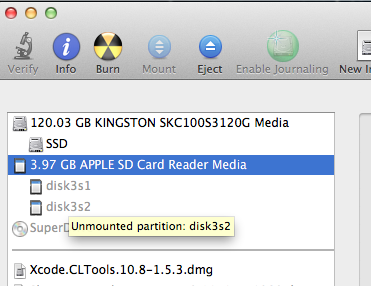 Verify Info Burn Mount Eject Enable Journaling New
120.03 GB KINGSTON SKC100S3120G Media
SSD
3.97 GB APPLE SD Card Reader Media
disk3s1
disk3s2
Unmounted partition: disk3s2
Xcode.CLTools.10.8-1.5.3.dmg